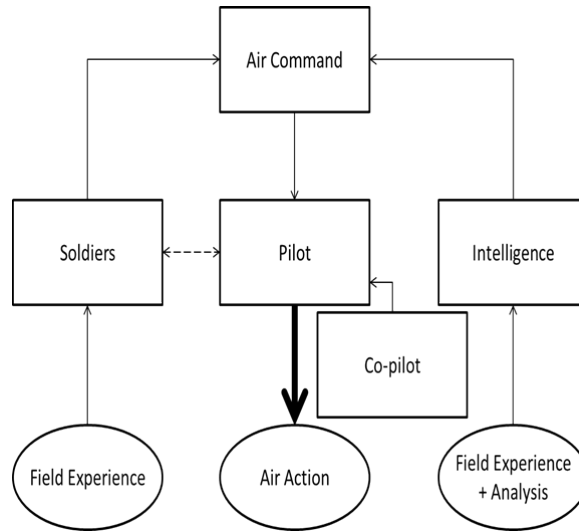 Air Command
Soldiers
Pilot
Intelligence
Co-pilot
Field Experience
Air Action
Field Experience
+ Analysis